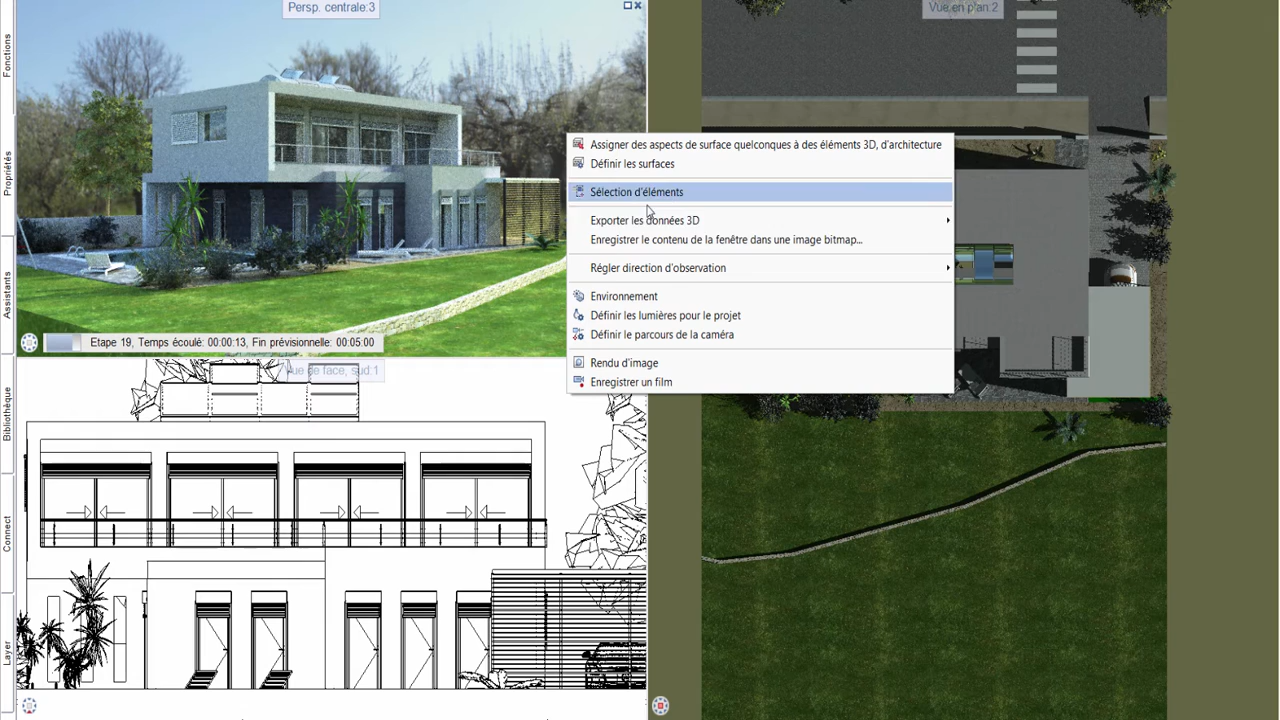 Persp. centrale:3
Vue en plan:2
Fonctions
Propriétés
Assistants
Bibliothèque
Connect
Layer
Assigner des aspects de surface quelconques à des éléments 3D, d'architecture
Définir les surfaces
Sélection d'éléments
Exporter les données 3D
Enregistrer le contenu de la fenêtre dans une image bitmap...
Régler direction d'observation
Environnement
Définir les lumières pour le projet
Définir le parcours de la caméra
Rendu d'image
Enregistrer un film
Etape 19, Temps écoulé: 00:00:13, Fin prévisionnelle: 00:05:00
Vue de face, sud:1